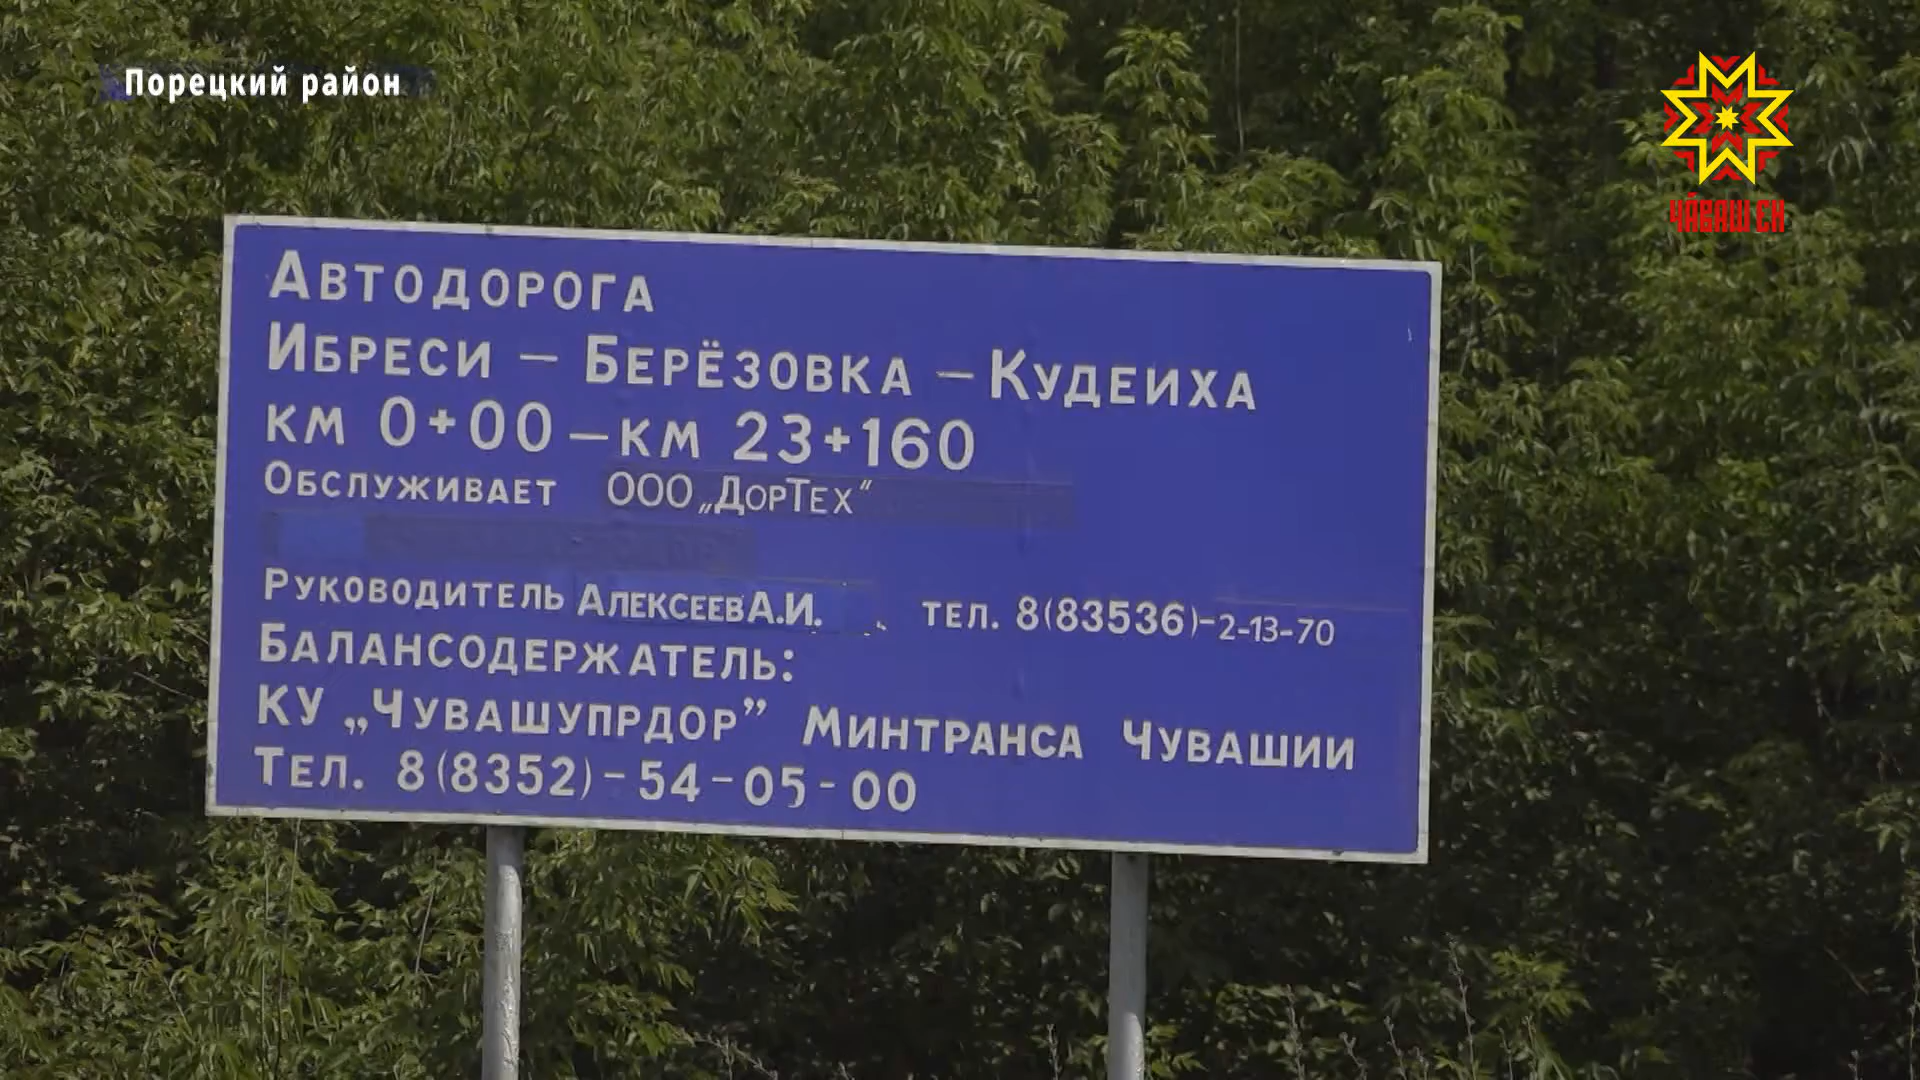 Порецкий район
ЧӐВАШ ЕН
АВТОДОРОГА
ИБРЕСИ – БЕРЁЗОВКА – КУДЕИХА
КМ 0+00 – КМ 23+160
ОБСЛУЖИВАЕТ ООО „ДОРТЕХ“
РУКОВОДИТЕЛЬ АЛЕКСЕЕВ А.И. ТЕЛ. 8(83536)-2-13-70
БАЛАНСОДЕРЖАТЕЛЬ:
КУ „ЧУВАШУПРДОР” МИНТРАНСА ЧУВАШИИ
ТЕЛ. 8(8352)-54-05-00